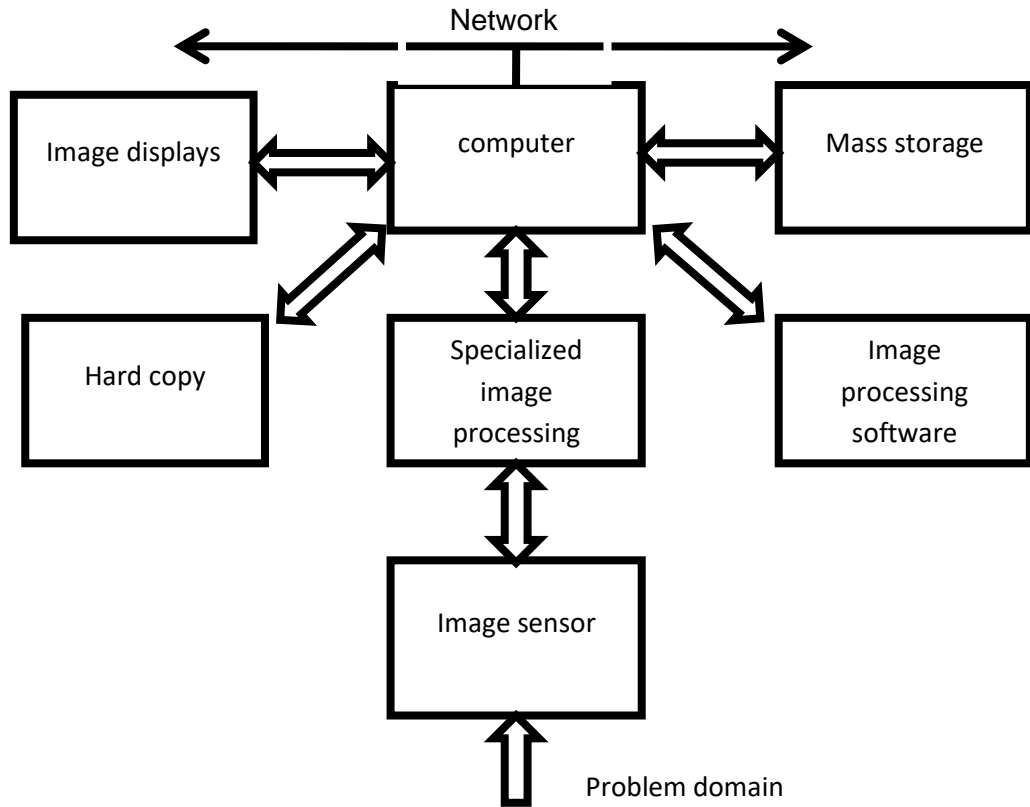 Network
Image displays
computer
Mass storage
Hard copy
Specialized
image
processing
Image
processing
software
Image sensor
Problem domain